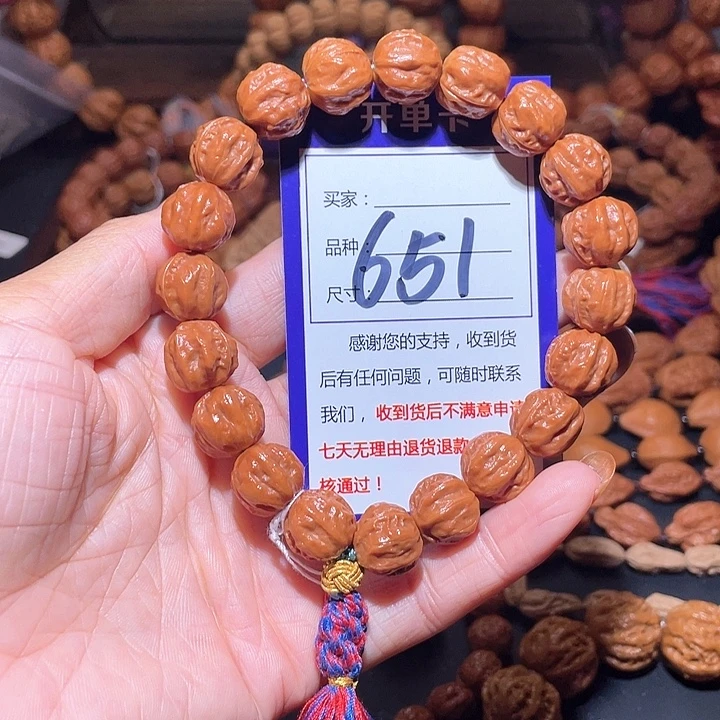 开单卡
买家：
品种：651
尺寸：
感谢您的支持，收到货
后有任何问题，可随时联系
我们，收到货后不满意申请
七天无理由退货退款
核通过！